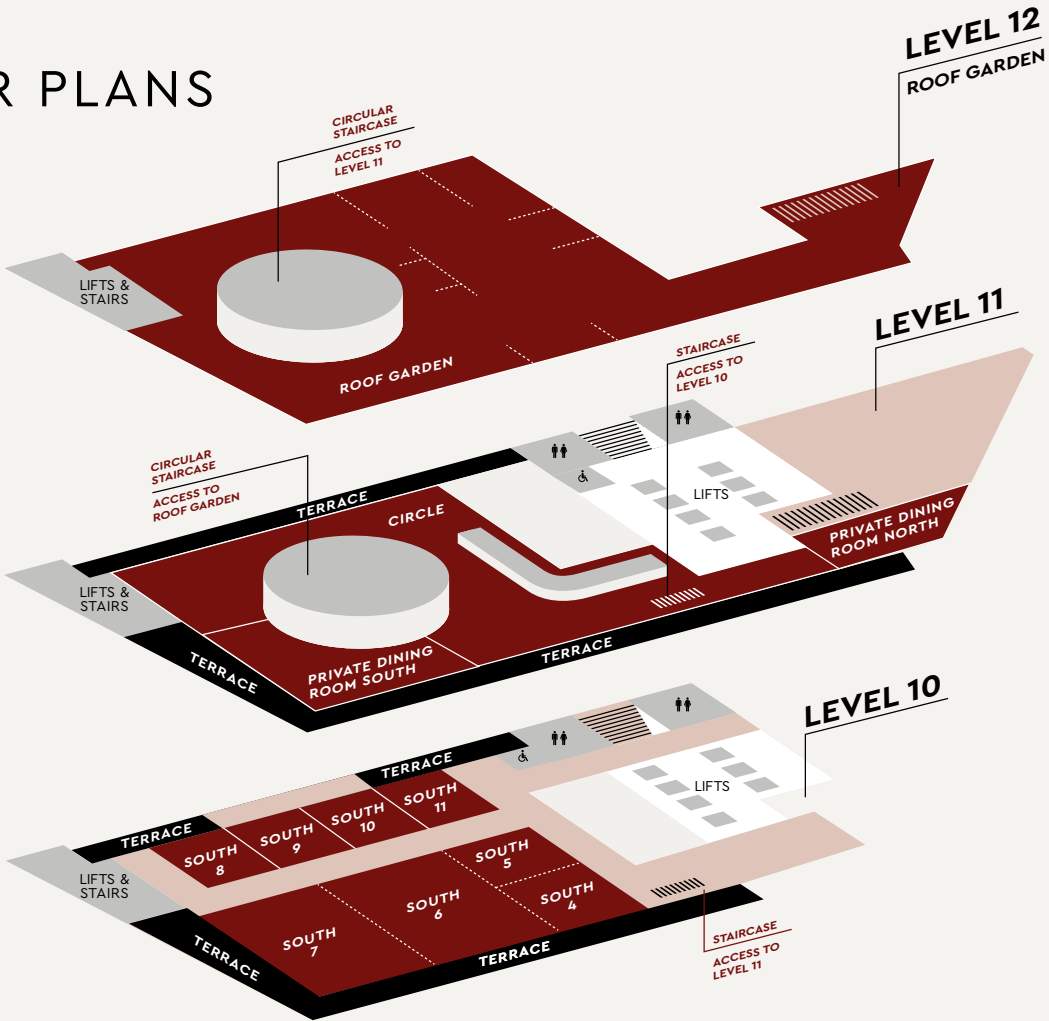 R PLANS
LEVEL 12
ROOF GARDEN
CIRCULAR
STAIRCASE
ACCESS TO
LEVEL 11
LIFTS &
STAIRS
ROOF GARDEN
LEVEL 11
STAIRCASE
ACCESS TO
LEVEL 10
CIRCULAR
STAIRCASE
ACCESS TO
ROOF GARDEN
TERRACE
CIRCLE
LIFTS
PRIVATE DINING
ROOM NORTH
LIFTS &
STAIRS
TERRACE
PRIVATE DINING
ROOM SOUTH
TERRACE
LEVEL 10
TERRACE
TERRACE
LIFTS
SOUTH
8
SOUTH
9
SOUTH
10
SOUTH
11
LIFTS &
STAIRS
SOUTH
7
SOUTH
6
SOUTH
5
SOUTH
4
TERRACE
TERRACE
STAIRCASE
ACCESS TO
LEVEL 11